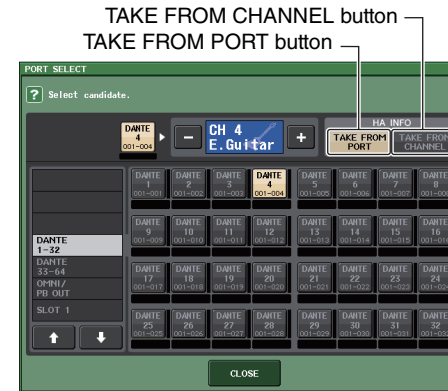 TAKE FROM CHANNEL button
TAKE FROM PORT button
PORT SELECT
? Select candidate.
HA INFO
DANTE 4 001-004
CH 4
E.Guitar
− +
TAKE FROM PORT
TAKE FROM CHANNEL
DANTE 1 001-001 DANTE 2 001-002 DANTE 3 001-003 DANTE 4 001-004 DANTE 5 001-005 DANTE 6 001-006 DANTE 7 001-007 DANTE 8
DANTE 9 001-009 DANTE 10 001-010 DANTE 11 001-011 DANTE 12 001-012 DANTE 13 001-013 DANTE 14 001-014 DANTE 15 001-015 DANTE 16
DANTE 17 001-017 DANTE 18 001-018 DANTE 19 001-019 DANTE 20 001-020 DANTE 21 001-021 DANTE 22 001-022 DANTE 23 001-023 DANTE 24
DANTE 25 001-025 DANTE 26 001-026 DANTE 27 001-027 DANTE 28 001-028 DANTE 29 001-029 DANTE 30 001-030 DANTE 31 001-031 DANTE 32
DANTE
1-32
DANTE
33-64
OMNI/
PB OUT
SLOT 1
CLOSE